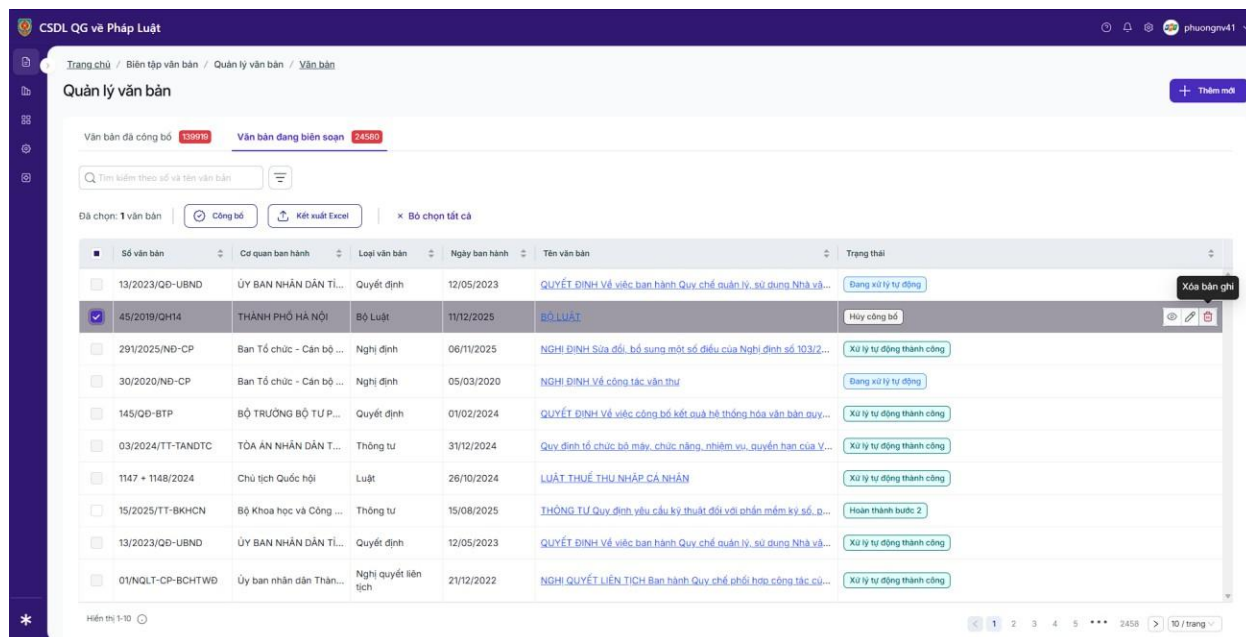 CSDL QG về Pháp Luật
phuongnv41
Trang chủ / Biên tập văn bản / Quản lý văn bản / Văn bản
Quản lý văn bản
Thêm mới
Văn bản đã công bố 139919 Văn bản đang biên soạn 24580
Tìm kiếm theo số và tên văn bản
Đã chọn: 1 văn bản Công bố Kết xuất Excel × Bỏ chọn tất cả
Số văn bản Cơ quan ban hành Loại văn bản Ngày ban hành Tên văn bản Trạng thái
13/2023/QĐ-UBND ỦY BAN NHÂN DÂN TỈ... Quyết định 12/05/2023 QUYẾT ĐỊNH Về việc ban hành Quy chế quản lý, sử dụng Nhà vă... Đang xử lý tự động
Xóa bản ghi
45/2019/QH14 THÀNH PHỐ HÀ NỘI Bộ Luật 11/12/2025 BỘ LUẬT Hủy công bố
291/2025/NĐ-CP Ban Tổ chức - Cán bộ ... Nghị định 06/11/2025 NGHỊ ĐỊNH Sửa đổi, bổ sung một số điều của Nghị định số 103/2... Xử lý tự động thành công
30/2020/NĐ-CP Ban Tổ chức - Cán bộ ... Nghị định 05/03/2020 NGHỊ ĐỊNH Về công tác văn thư Đang xử lý tự động
145/QĐ-BTP BỘ TRƯỞNG BỘ TƯ P... Quyết định 01/02/2024 QUYẾT ĐỊNH Về việc công bố kết quả hệ thống hóa văn bản quy... Xử lý tự động thành công
03/2024/TT-TANDTC TÒA ÁN NHÂN DÂN T... Thông tư 31/12/2024 Quy định tổ chức bộ máy, chức năng, nhiệm vụ, quyền hạn của V... Xử lý tự động thành công
1147 + 1148/2024 Chủ tịch Quốc hội Luật 26/10/2024 LUẬT THUẾ THU NHẬP CÁ NHÂN Xử lý tự động thành công
15/2025/TT-BKHCN Bộ Khoa học và Công ... Thông tư 15/08/2025 THÔNG TƯ Quy định yêu cầu kỹ thuật đối với phần mềm ký số, p... Hoàn thành bước 2
13/2023/QĐ-UBND ỦY BAN NHÂN DÂN TỈ... Quyết định 12/05/2023 QUYẾT ĐỊNH Về việc ban hành Quy chế quản lý, sử dụng Nhà vă... Xử lý tự động thành công
01/NQLT-CP-BCHTWĐ Ủy ban nhân dân Thàn... Nghị quyết liên tịch 21/12/2022 NGHỊ QUYẾT LIÊN TỊCH Ban hành Quy chế phối hợp công tác củ... Xử lý tự động thành công
Hiển thị 1-10
< 1 2 3 4 5 ••• 2458 > 10 / trang